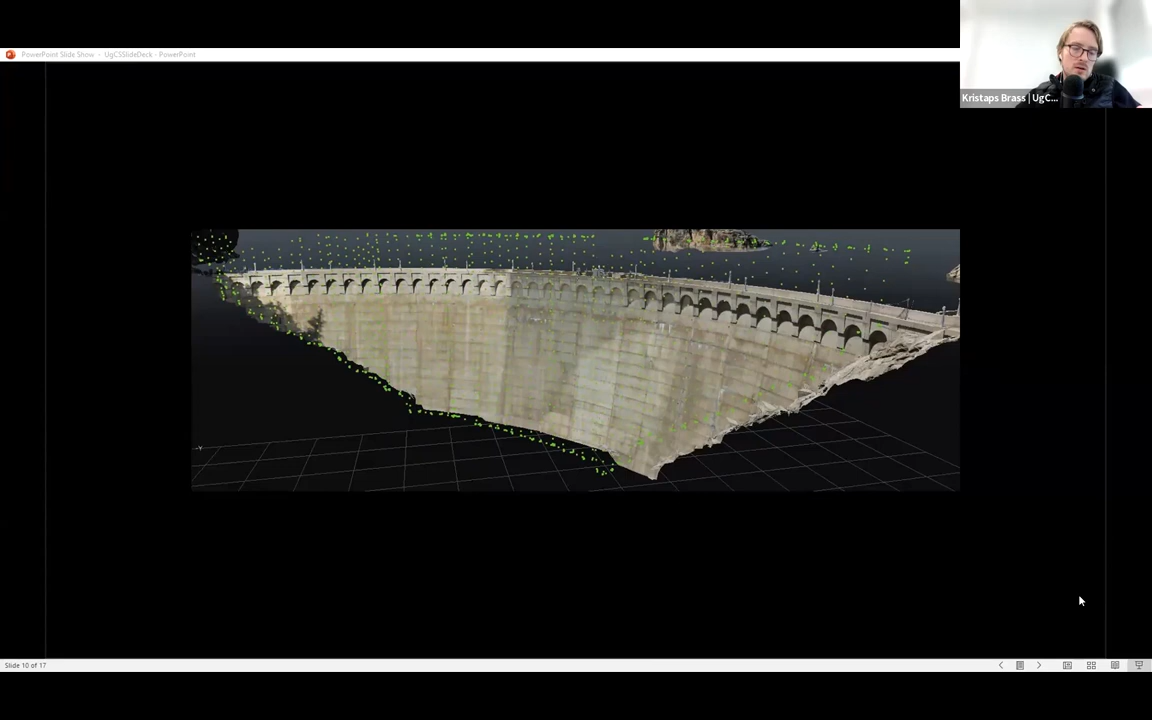 PowerPoint Slide Show - UgCSSlideDeck - PowerPoint
Kristaps Brass | UgC...
-Y
Slide 10 of 17